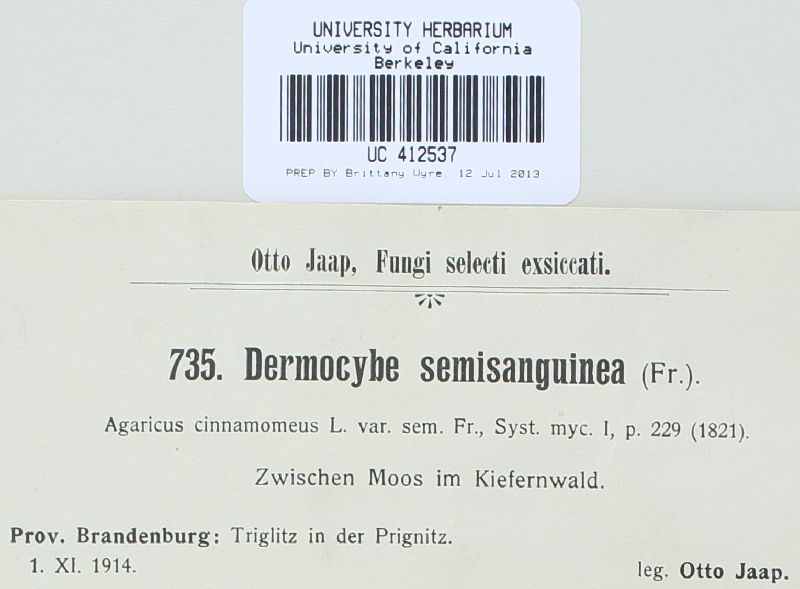 UNIVERSITY HERBARIUM
University of California
Berkeley
UC 412537
PREP BY Brittany Wyre. 12 Jul 2013
Otto Jaap, Fungi selecti exsiccati.
735. Dermocybe semisanguinea (Fr.).
Agaricus cinnamomeus L. var. sem. Fr., Syst. myc. I, p. 229 (1821).
Zwischen Moos im Kiefernwald.
Prov. Brandenburg: Triglitz in der Prignitz.
1. XI. 1914.
leg. Otto Jaap.